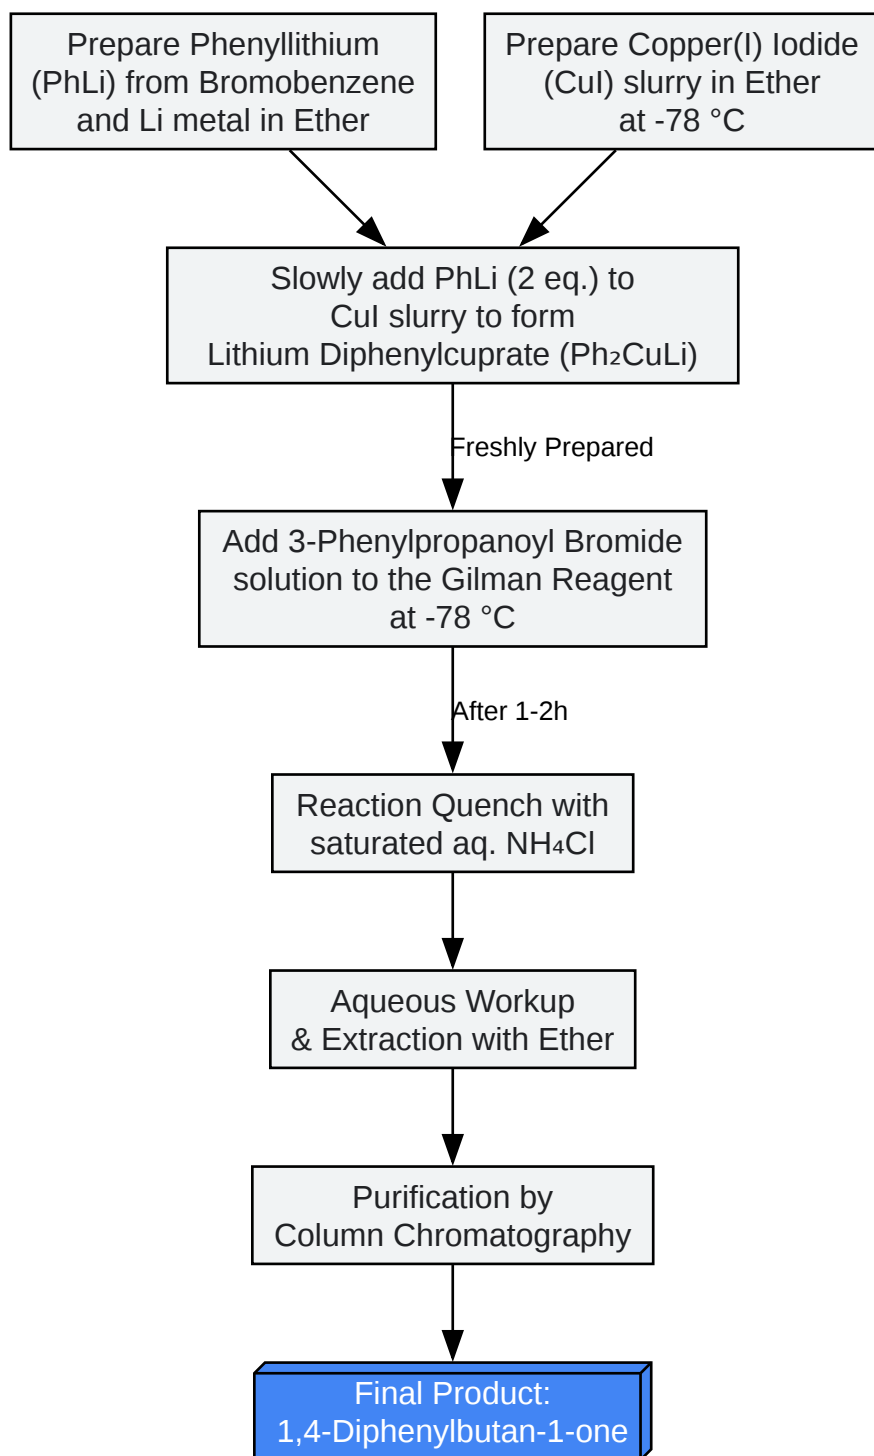 Prepare Phenyllithium
(PhLi) from Bromobenzene
and Li metal in Ether
Prepare Copper(I) Iodide
(CuI) slurry in Ether
at -78 °C
Slowly add PhLi (2 eq.) to
CuI slurry to form
Lithium Diphenylcuprate (Ph₂CuLi)
Freshly Prepared
Add 3-Phenylpropanoyl Bromide
solution to the Gilman Reagent
at -78 °C
After 1-2h
Reaction Quench with
saturated aq. NH₄Cl
Aqueous Workup
& Extraction with Ether
Purification by
Column Chromatography
Final Product:
1,4-Diphenylbutan-1-one